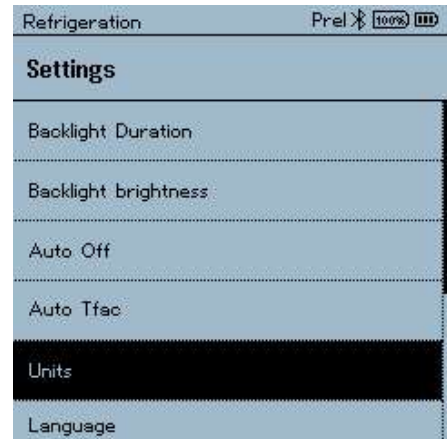 Refrigeration Prel 100%
Settings
Backlight Duration
Backlight brightness
Auto Off
Auto Tfac
Units
Language